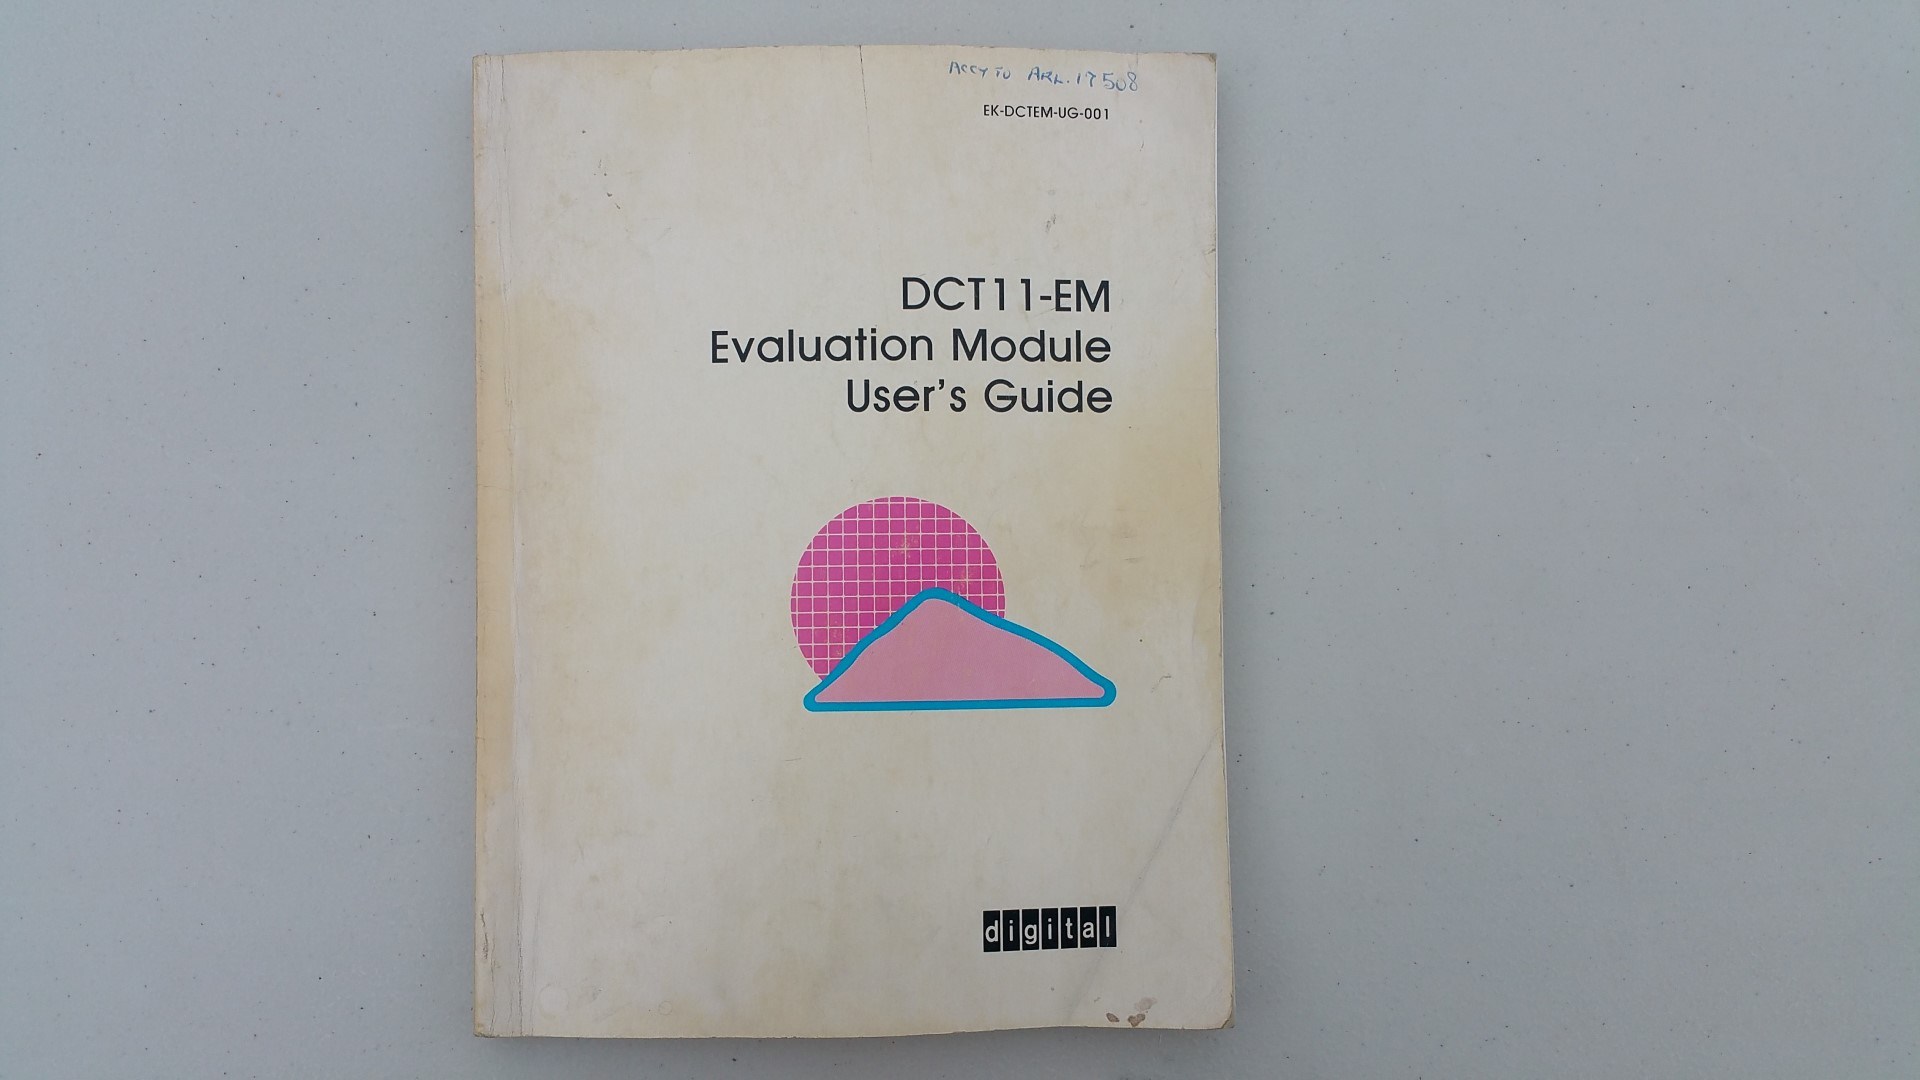 ACCY TO ARL.17508
EK-DCTEM-UG-001
DCT11-EM
Evaluation Module
User's Guide
digital